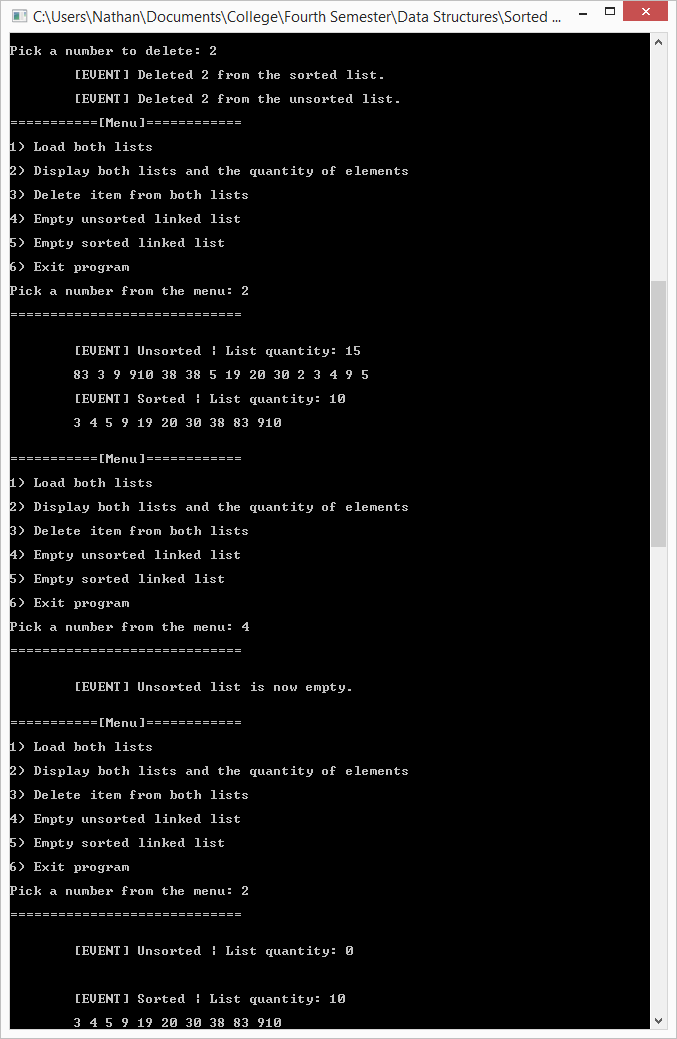 C:\Users\Nathan\Documents\College\Fourth Semester\Data Structures\Sorted ...
Pick a number to delete: 2
[EVENT] Deleted 2 from the sorted list.
[EVENT] Deleted 2 from the unsorted list.
===========[Menu]============
1) Load both lists
2) Display both lists and the quantity of elements
3) Delete item from both lists
4) Empty unsorted linked list
5) Empty sorted linked list
6) Exit program
Pick a number from the menu: 2
=============================
[EVENT] Unsorted ¦ List quantity: 15
83 3 9 910 38 38 5 19 20 30 2 3 4 9 5
[EVENT] Sorted ¦ List quantity: 10
3 4 5 9 19 20 30 38 83 910
===========[Menu]============
1) Load both lists
2) Display both lists and the quantity of elements
3) Delete item from both lists
4) Empty unsorted linked list
5) Empty sorted linked list
6) Exit program
Pick a number from the menu: 4
=============================
[EVENT] Unsorted list is now empty.
===========[Menu]============
1) Load both lists
2) Display both lists and the quantity of elements
3) Delete item from both lists
4) Empty unsorted linked list
5) Empty sorted linked list
6) Exit program
Pick a number from the menu: 2
=============================
[EVENT] Unsorted ¦ List quantity: 0
[EVENT] Sorted ¦ List quantity: 10
3 4 5 9 19 20 30 38 83 910